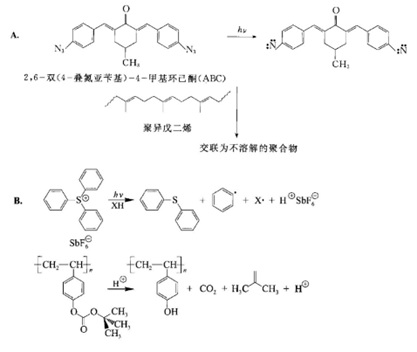 A.
O
hν
N₃
CH₃
N₃
:N̈
CH₃
N̈:
2,6-双(4-叠氮亚苄基)-4-甲基环己酮(ABC)
聚异戊二烯
交联为不溶解的聚合物
B.
S⊕
hν
XH
S
+
•
+ X• + H⊕SbF₆⊖
SbF₆⊖
[CH₂—CH]ₙ
H⊕
[CH₂—CH]ₙ
+ CO₂ + H₃C CH₃ + H⊕
O O CH₃
O CH₃ CH₃
OH